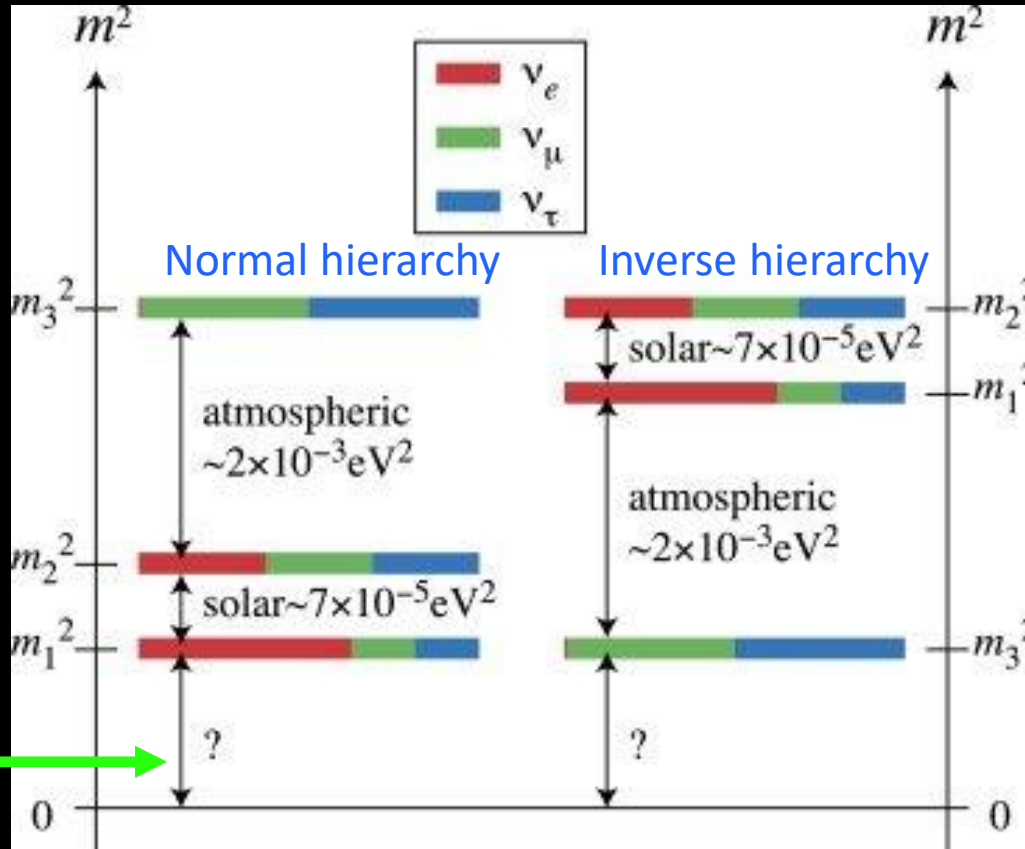 m²
m²
νe
νμ
ντ
Normal hierarchy
Inverse hierarchy
m₃²
atmospheric
~2×10⁻³eV²
m₂²
solar~7×10⁻⁵eV²
m₁²
?
0
m₂²
solar~7×10⁻⁵eV²
m₁²
atmospheric
~2×10⁻³eV²
m₃²
?
0